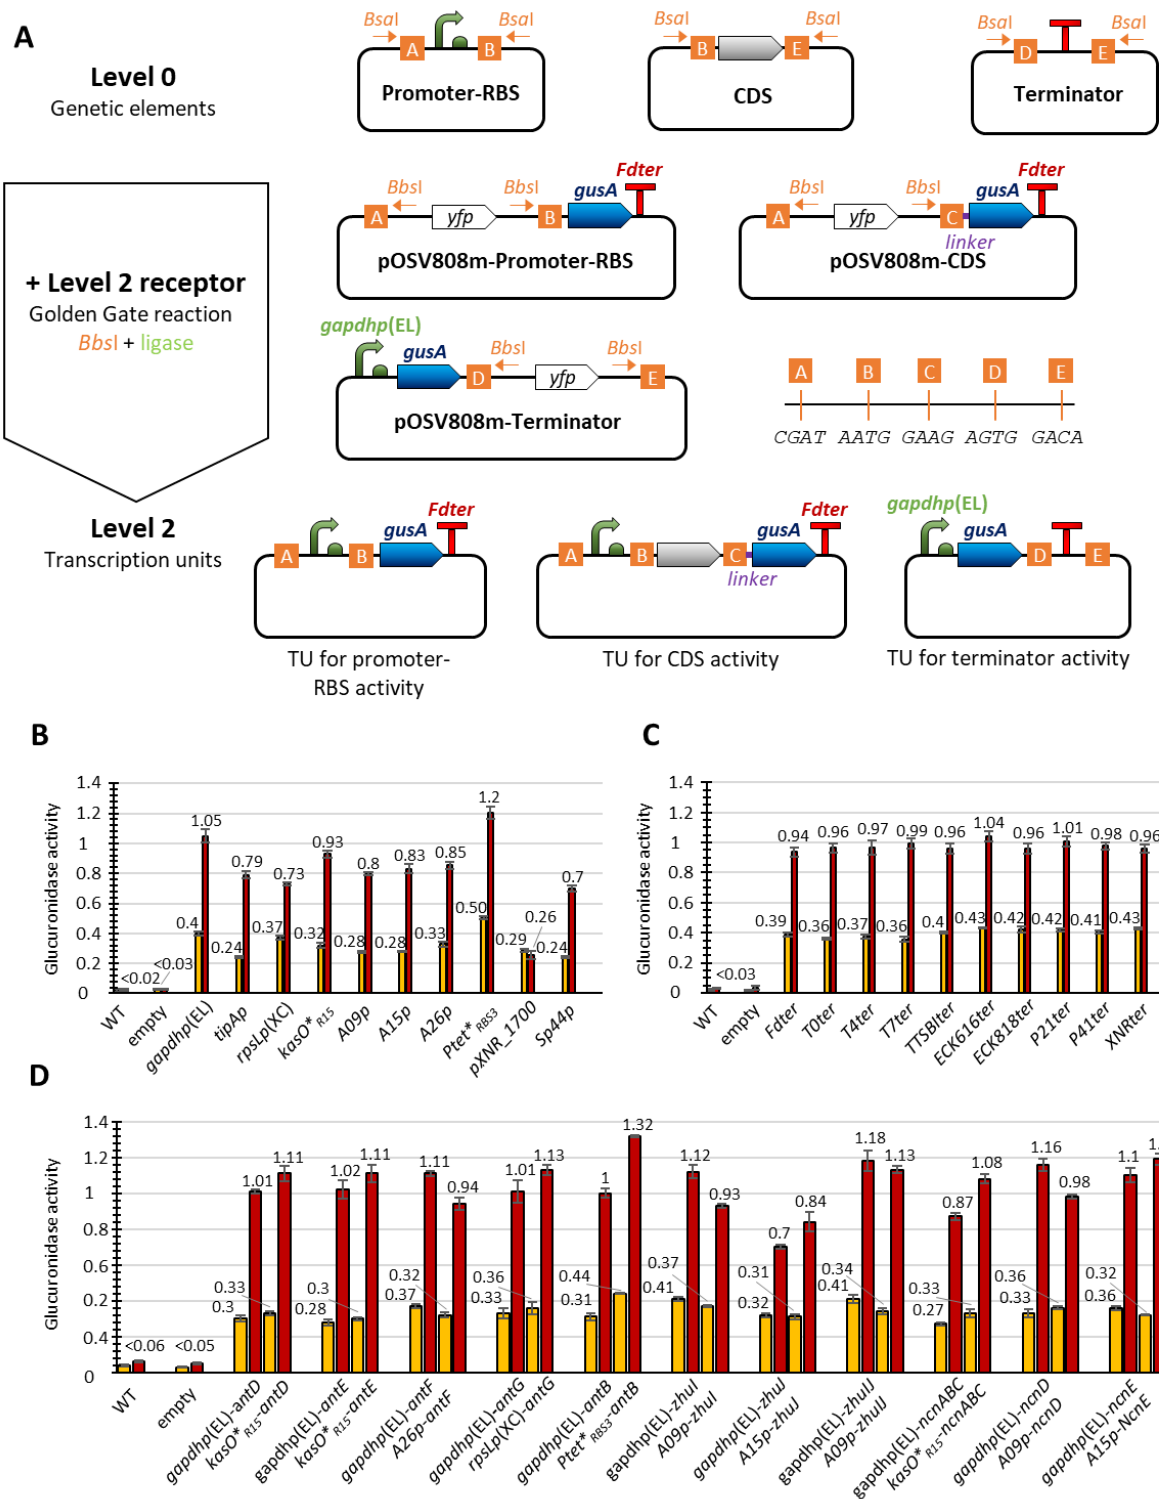 A
Level 0
Genetic elements
BsaI BsaI
A B
Promoter-RBS
BsaI BsaI
B E
CDS
BsaI BsaI
D E
Terminator
+ Level 2 receptor
Golden Gate reaction
BbsI + ligase
Fdter
BbsI BbsI gusA
A yfp B
pOSV808m-Promoter-RBS
Fdter
BbsI BbsI gusA
A yfp C
linker
pOSV808m-CDS
gapdhp(EL)
gusA BbsI BbsI
D yfp E
pOSV808m-Terminator
A B C D E
CGAT AATG GAAG AGTG GACA
Level 2
Transcription units
Fdter
gusA
A B
TU for promoter-
RBS activity
Fdter
gusA
A B C
linker
TU for CDS activity
gapdhp(EL)
gusA
D E
TU for terminator activity
B
Glucuronidase activity
1.4
1.2
1
0.8
0.6
0.4
0.2
0
<0.02 <0.03 0.4 1.05 0.24 0.79 0.37 0.73 0.32 0.93 0.28 0.8 0.28 0.83 0.33 0.85 0.50 1.2 0.29 0.26 0.24 0.7
WT
empty
gapdhp(EL)
tipAp
rpsLp(XC)
kasO* R15
A09p
A15p
A26p
Ptet* RBS3
pXNR_1700
Sp44p
C
Glucuronidase activity
1.4
1.2
1
0.8
0.6
0.4
0.2
0
<0.03 0.39 0.94 0.36 0.96 0.37 0.97 0.36 0.99 0.4 0.96 0.43 1.04 0.42 0.96 0.42 1.01 0.41 0.98 0.43 0.96
WT
empty
Fdter
T0ter
T4ter
T7ter
TTSBIter
ECK616ter
ECK818ter
P21ter
P41ter
XNRter
D
Glucuronidase activity
1.4
1.2
1
0.8
0.6
0.2
0.4
0
<0.06 <0.05 0.3 1.01 0.33 1.11 0.28 1.02 0.3 1.11 0.37 1.11 0.32 0.94 0.33 1.01 0.36 1.13 0.31 1 0.44 1.32 0.41 1.12 0.37 0.93 0.32 0.7 0.31 0.84 0.41 1.18 0.34 1.13 0.27 0.87 0.33 1.08 0.33 1.16 0.36 0.98 0.36 1.1 0.32
WT
empty
gapdhp(EL)-antD
kasO* R15-antD
gapdhp(EL)-antE
kasO* R15-antE
gapdhp(EL)-antF
A26p-antF
gapdhp(EL)-antG
rpsLp(XC)-antG
gapdhp(EL)-antB
Ptet* RBS3-antB
gapdhp(EL)-zhuI
A09p-zhuI
gapdhp(EL)-zhuJ
A15p-zhuJ
gapdhp(EL)-zhuIJ
A09p-zhuIJ
gapdhp(EL)-ncnABC
kasO* R15-ncnABC
gapdhp(EL)-ncnD
A09p-ncnD
gapdhp(EL)-ncnE
A15p-NcnE